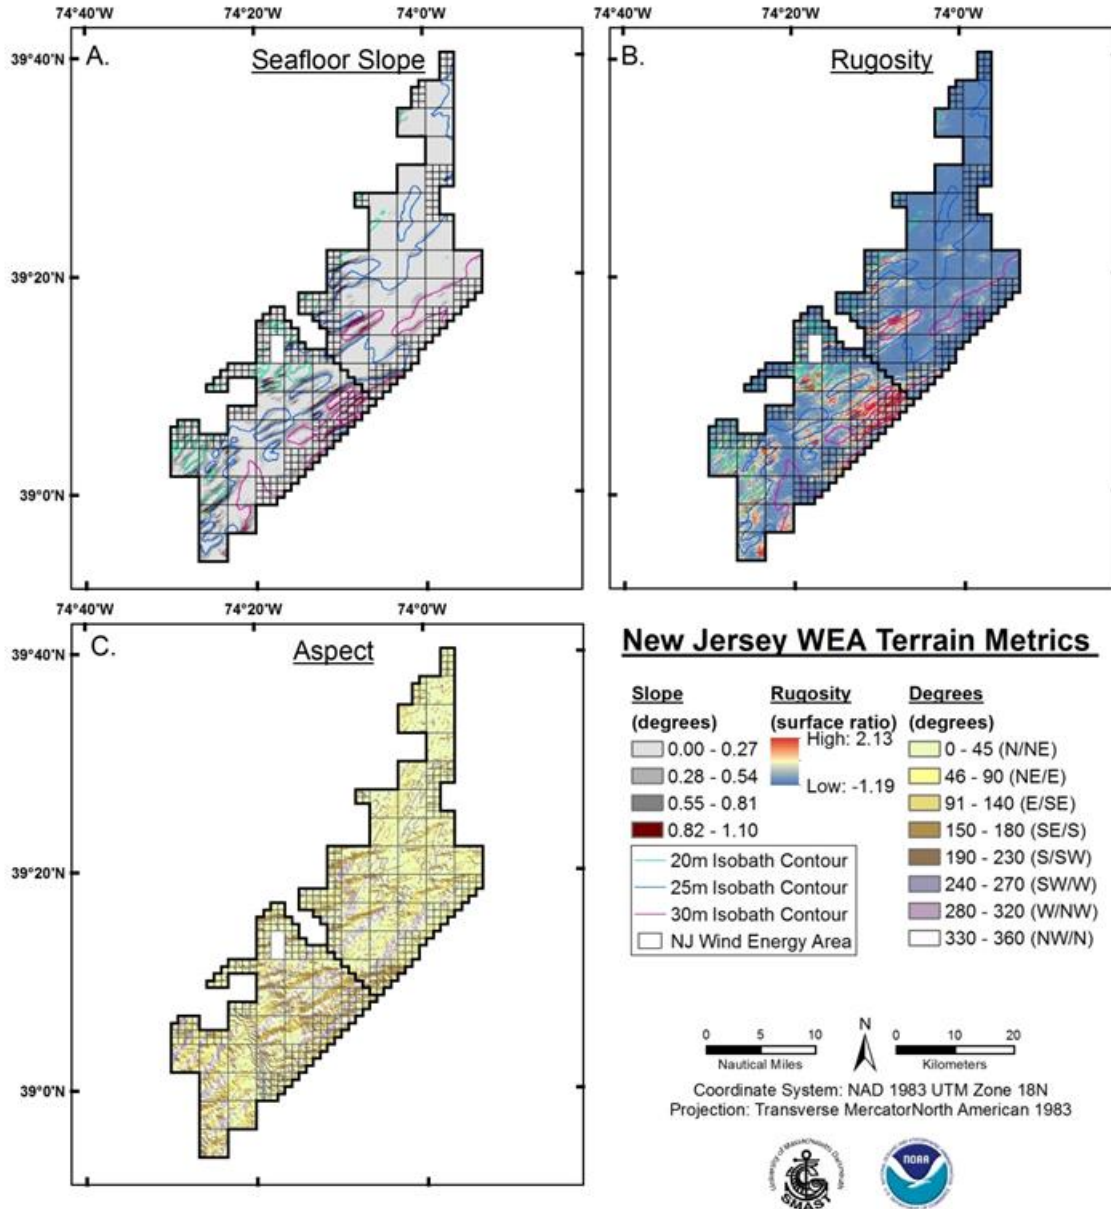 74°40'W 74°20'W 74°0'W 74°20'W 74°0'W
39°40'N
A.
Seafloor Slope
B.
Rugosity
39°20'N
39°0'N
74°40'W 74°20'W 74°0'W
39°40'N
C.
Aspect
39°20'N
39°0'N
New Jersey WEA Terrain Metrics
Slope
(degrees)
0.00 - 0.27
0.28 - 0.54
0.55 - 0.81
0.82 - 1.10
Rugosity
(surface ratio)
High: 2.13
Low: -1.19
Degrees
(degrees)
0 - 45 (N/NE)
46 - 90 (NE/E)
91 - 140 (E/SE)
150 - 180 (SE/S)
190 - 230 (S/SW)
240 - 270 (SW/W)
280 - 320 (W/NW)
330 - 360 (NW/N)
20m Isobath Contour
25m Isobath Contour
30m Isobath Contour
NJ Wind Energy Area
0 5 10
Nautical Miles
N
0 10 20
Kilometers
Coordinate System: NAD 1983 UTM Zone 18N
Projection: Transverse MercatorNorth American 1983
University of Massachusetts Dartmouth
SMAST
NOAA